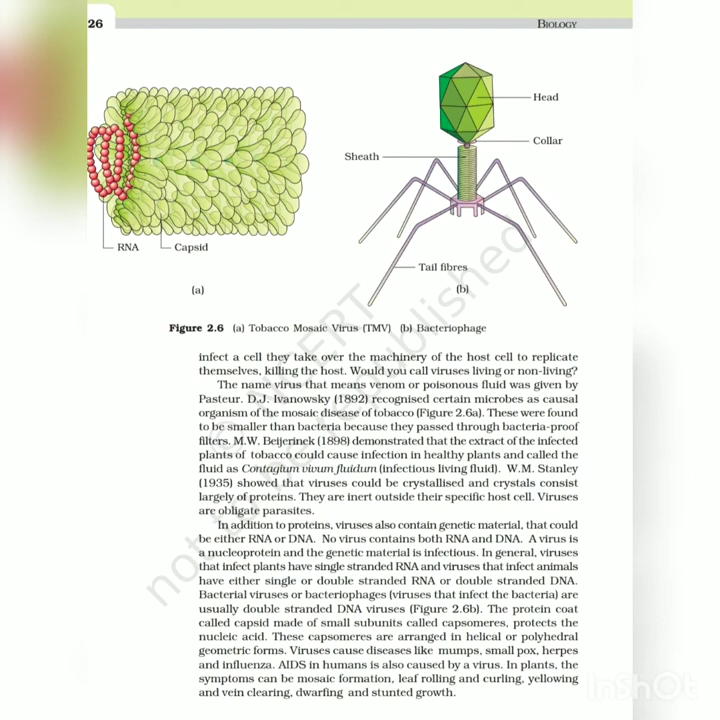 26
BIOLOGY
Head
Collar
Sheath
RNA
Capsid
Tail fibres
(a)
(b)
Figure 2.6 (a) Tobacco Mosaic Virus (TMV) (b) Bacteriophage
infect a cell they take over the machinery of the host cell to replicate
themselves, killing the host. Would you call viruses living or non-living?
The name virus that means venom or poisonous fluid was given by
Pasteur. D.J. Ivanowsky (1892) recognised certain microbes as causal
organism of the mosaic disease of tobacco (Figure 2.6a). These were found
to be smaller than bacteria because they passed through bacteria-proof
filters. M.W. Beijerinek (1898) demonstrated that the extract of the infected
plants of tobacco could cause infection in healthy plants and called the
fluid as Contagium vivum fluidum (infectious living fluid). W.M. Stanley
(1935) showed that viruses could be crystallised and crystals consist
largely of proteins. They are inert outside their specific host cell. Viruses
are obligate parasites.
In addition to proteins, viruses also contain genetic material, that could
be either RNA or DNA. No virus contains both RNA and DNA. A virus is
a nucleoprotein and the genetic material is infectious. In general, viruses
that infect plants have single stranded RNA and viruses that infect animals
have either single or double stranded RNA or double stranded DNA.
Bacterial viruses or bacteriophages (viruses that infect the bacteria) are
usually double stranded DNA viruses (Figure 2.6b). The protein coat
called capsid made of small subunits called capsomeres, protects the
nucleic acid. These capsomeres are arranged in helical or polyhedral
geometric forms. Viruses cause diseases like mumps, small pox, herpes
and influenza. AIDS in humans is also caused by a virus. In plants, the
symptoms can be mosaic formation, leaf rolling and curling, yellowing
and vein clearing, dwarfing and stunted growth.
© NCERT
not to be republished
InShOt